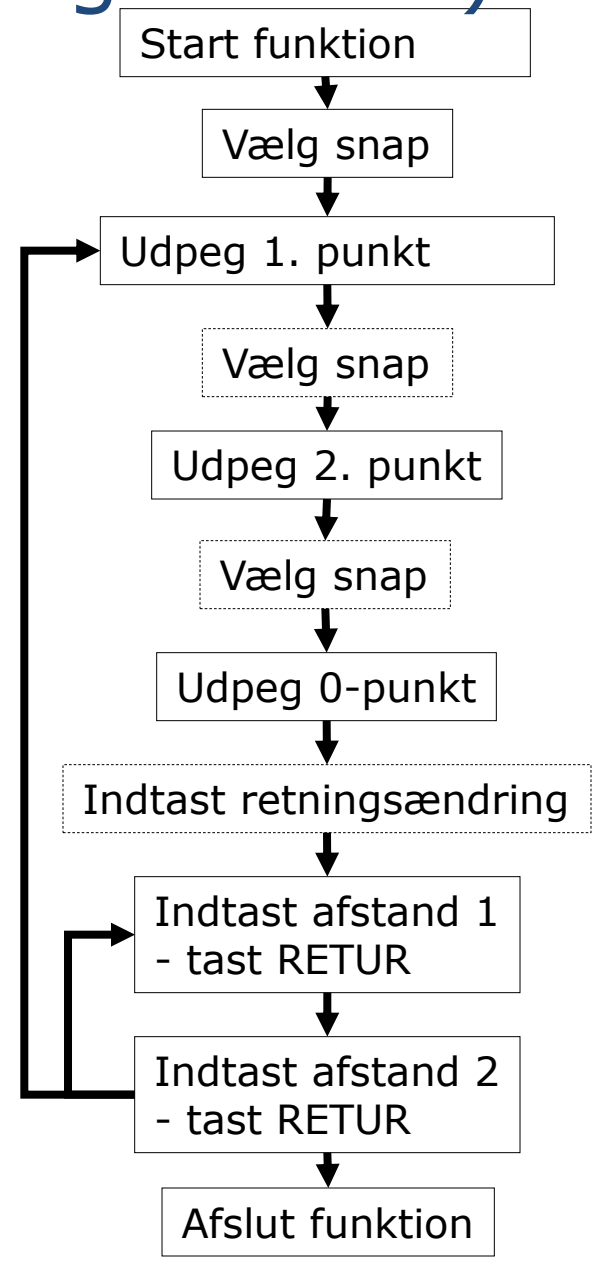 Start funktion
Vælg snap
Udpeg 1. punkt
Vælg snap
Udpeg 2. punkt
Vælg snap
Udpeg 0-punkt
Indtast retningsændring
Indtast afstand 1
- tast RETUR
Indtast afstand 2
- tast RETUR
Afslut funktion